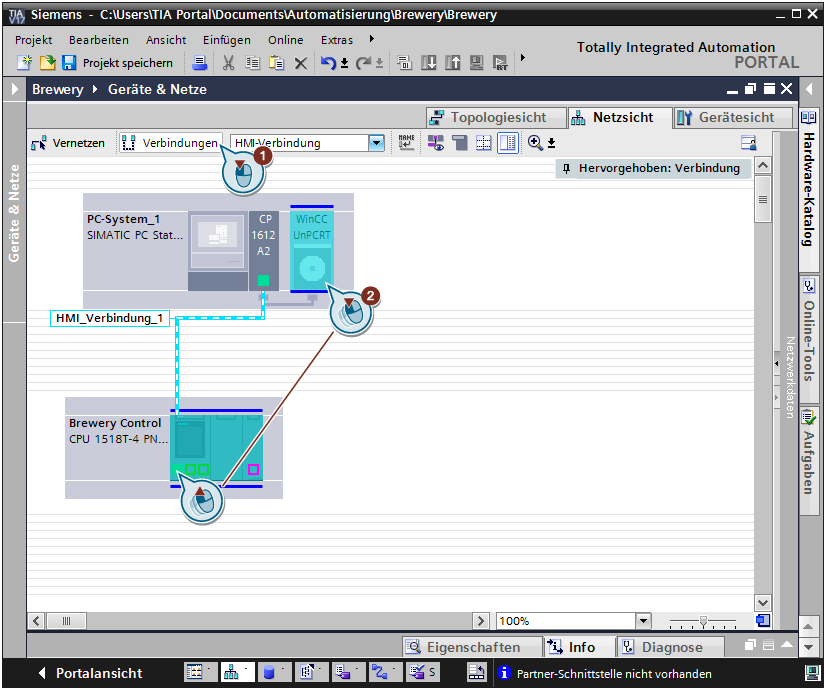 Siemens - C:\Users\TIA Portal\Documents\Automatisierung\Brewery\Brewery
Projekt Bearbeiten Ansicht Einfügen Online Extras
Totally Integrated Automation
PORTAL
Projekt speichern
Brewery Geräte & Netze
Topologiesicht Netzsicht Gerätesicht
Vernetzen Verbindungen HMI-Verbindung
1
Hervorgehoben: Verbindung
Geräte & Netze
PC-System_1
SIMATIC PC Stat...
CP
1612
A2
WinCC
UnPCRT
2
HMI_Verbindung_1
Brewery Control
CPU 1518T-4 PN...
Netzwerkdaten
Hardware-Katalog
Online-Tools
Aufgaben
100%
Eigenschaften Info Diagnose
Portalansicht
Partner-Schnittstelle nicht vorhanden